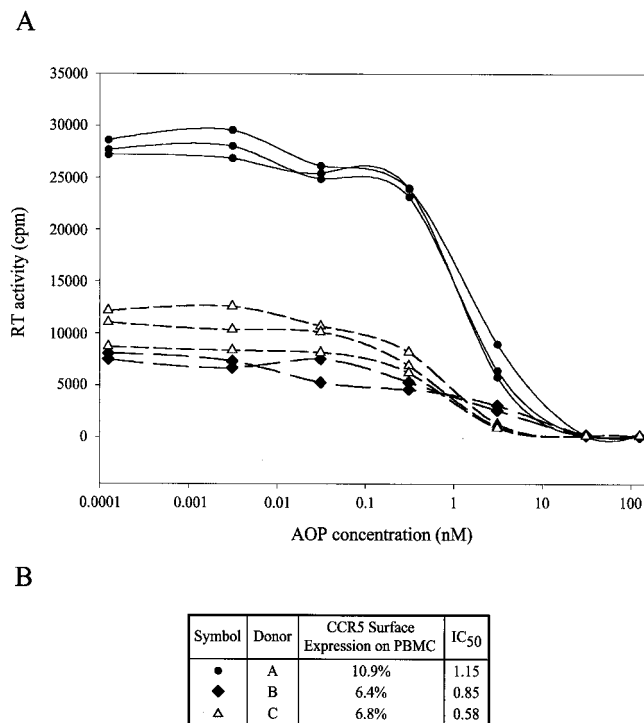 A
35000
30000
25000
20000
15000
10000
5000
0
RT activity (cpm)
0.0001
0.001
0.01
0.1
1
10
100
AOP concentration (nM)
B
Symbol Donor CCR5 Surface Expression on PBMC IC50
A 10.9% 1.15
B 6.4% 0.85
C 6.8% 0.58